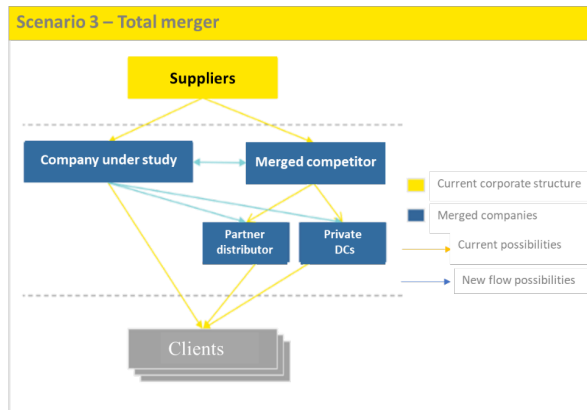 Scenario 3 – Total merger
Suppliers
Company under study
Merged competitor
Partner
distributor
Private
DCs
Clients
Current corporate structure
Merged companies
Current possibilities
New flow possibilities